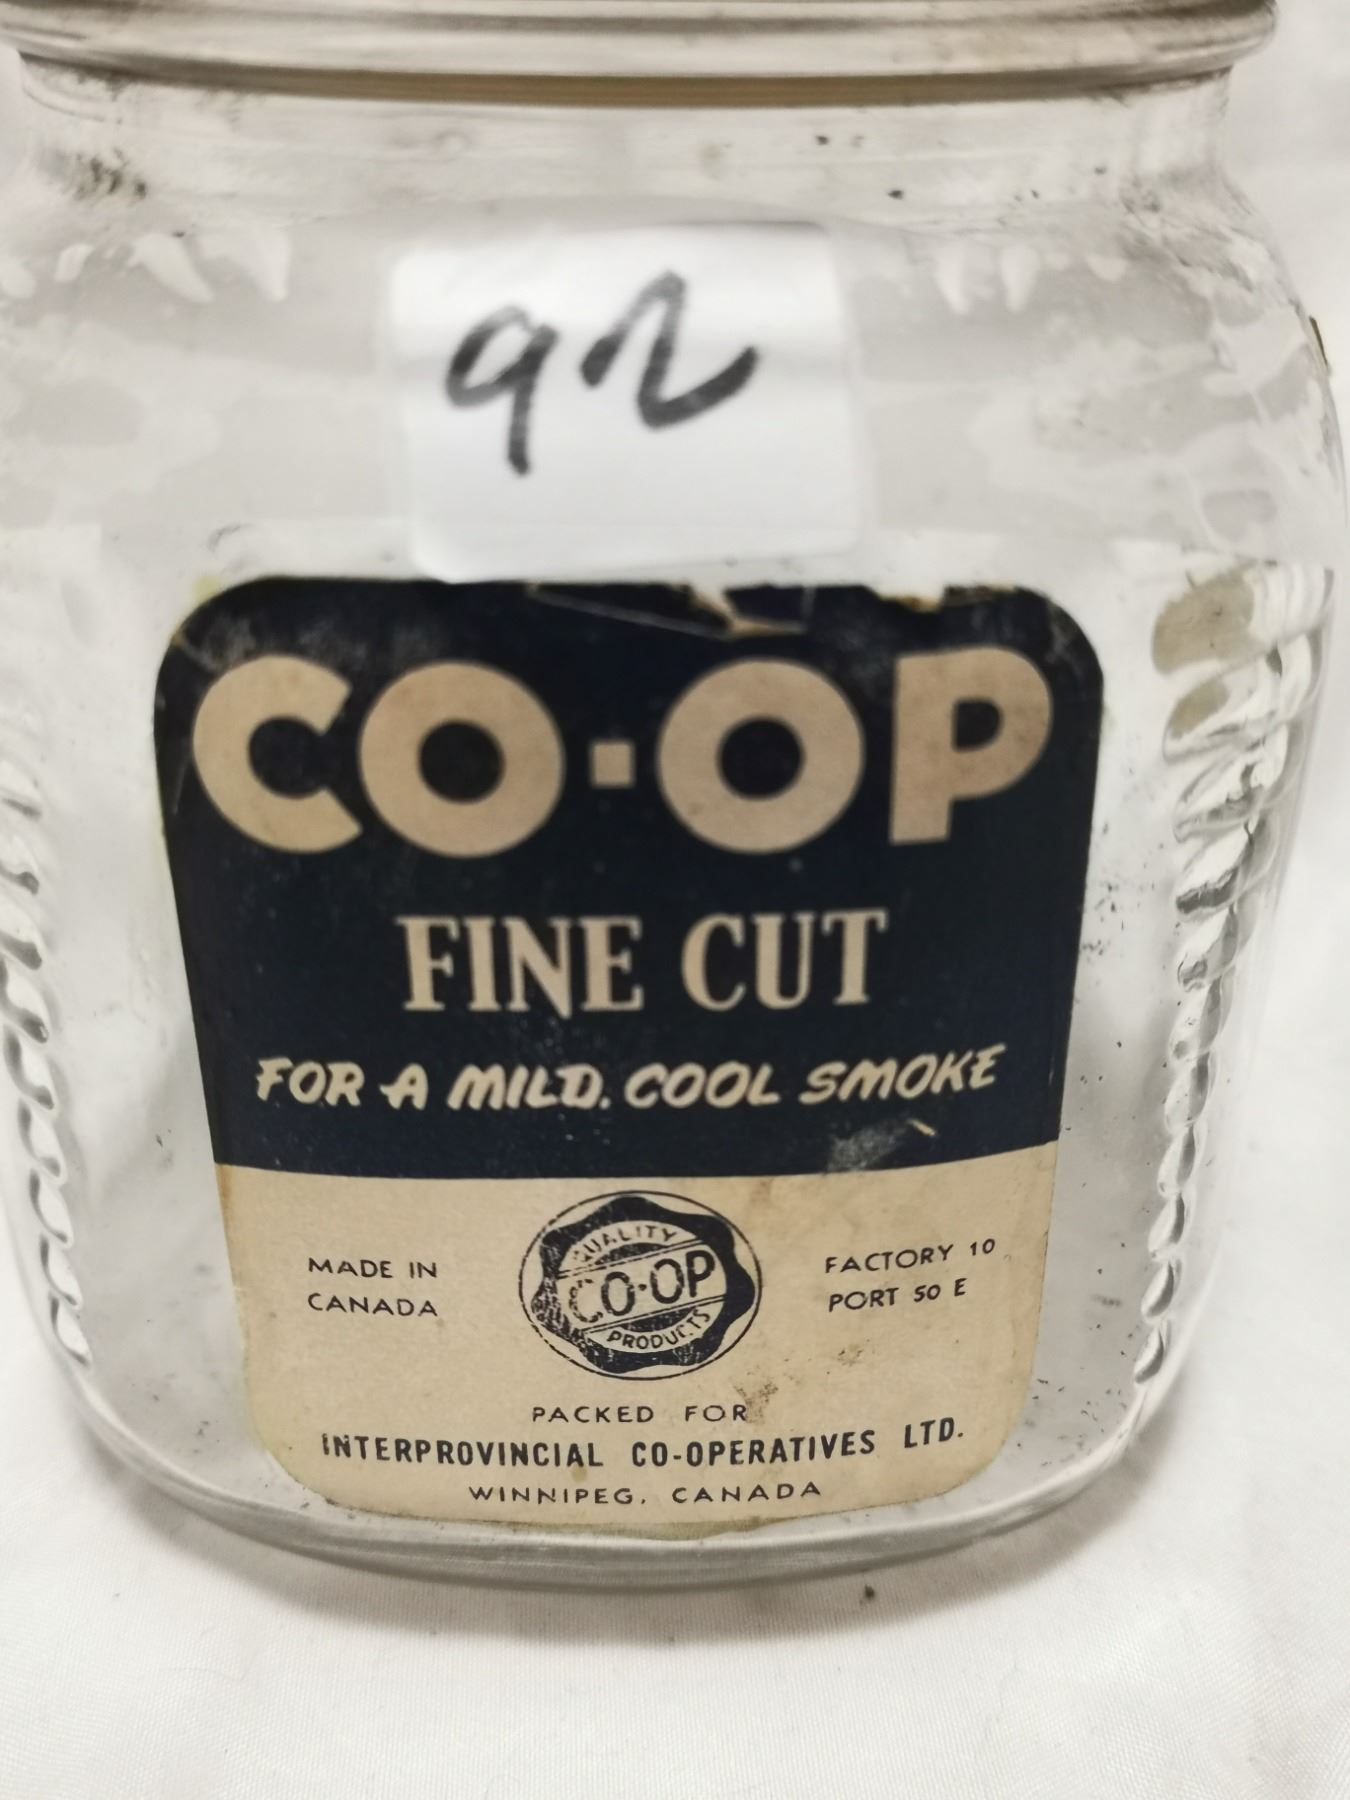 92
CO-OP
FINE CUT
FOR A MILD, COOL SMOKE
MADE IN
CANADA
QUALITY
CO-OP
PRODUCTS
FACTORY 10
PORT 50 E
PACKED FOR
INTERPROVINCIAL CO-OPERATIVES LTD.
WINNIPEG, CANADA